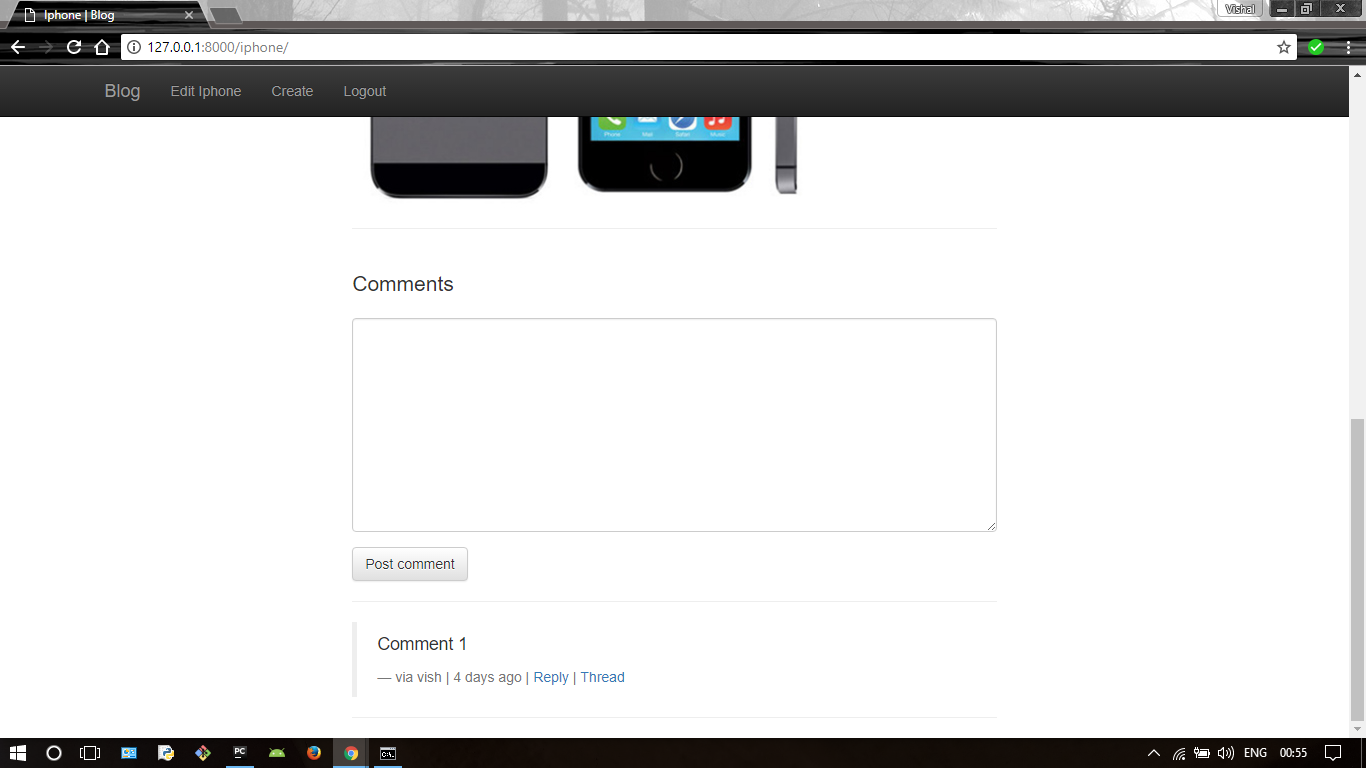 Iphone | Blog
Vishal
127.0.0.1:8000/iphone/
Blog Edit Iphone Create Logout
Phone Mail Safari Music
Comments
Post comment
Comment 1
— via vish | 4 days ago | Reply | Thread
PC
C:\.
ENG 00:55